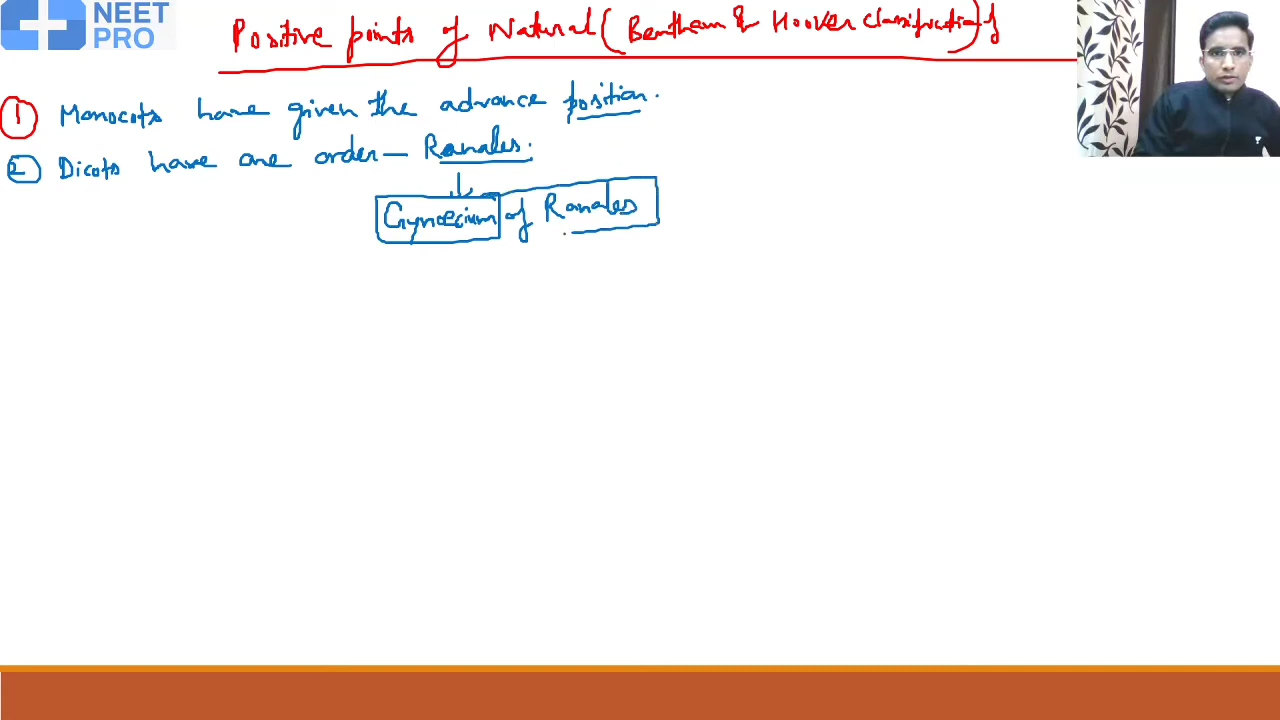 NEET
PRO
Positive points of Natural (Bentham & Hoover classification)
① Monocots have given the advance position.
② Dicots have one order — Ranales.
Gynoecium of Ranales